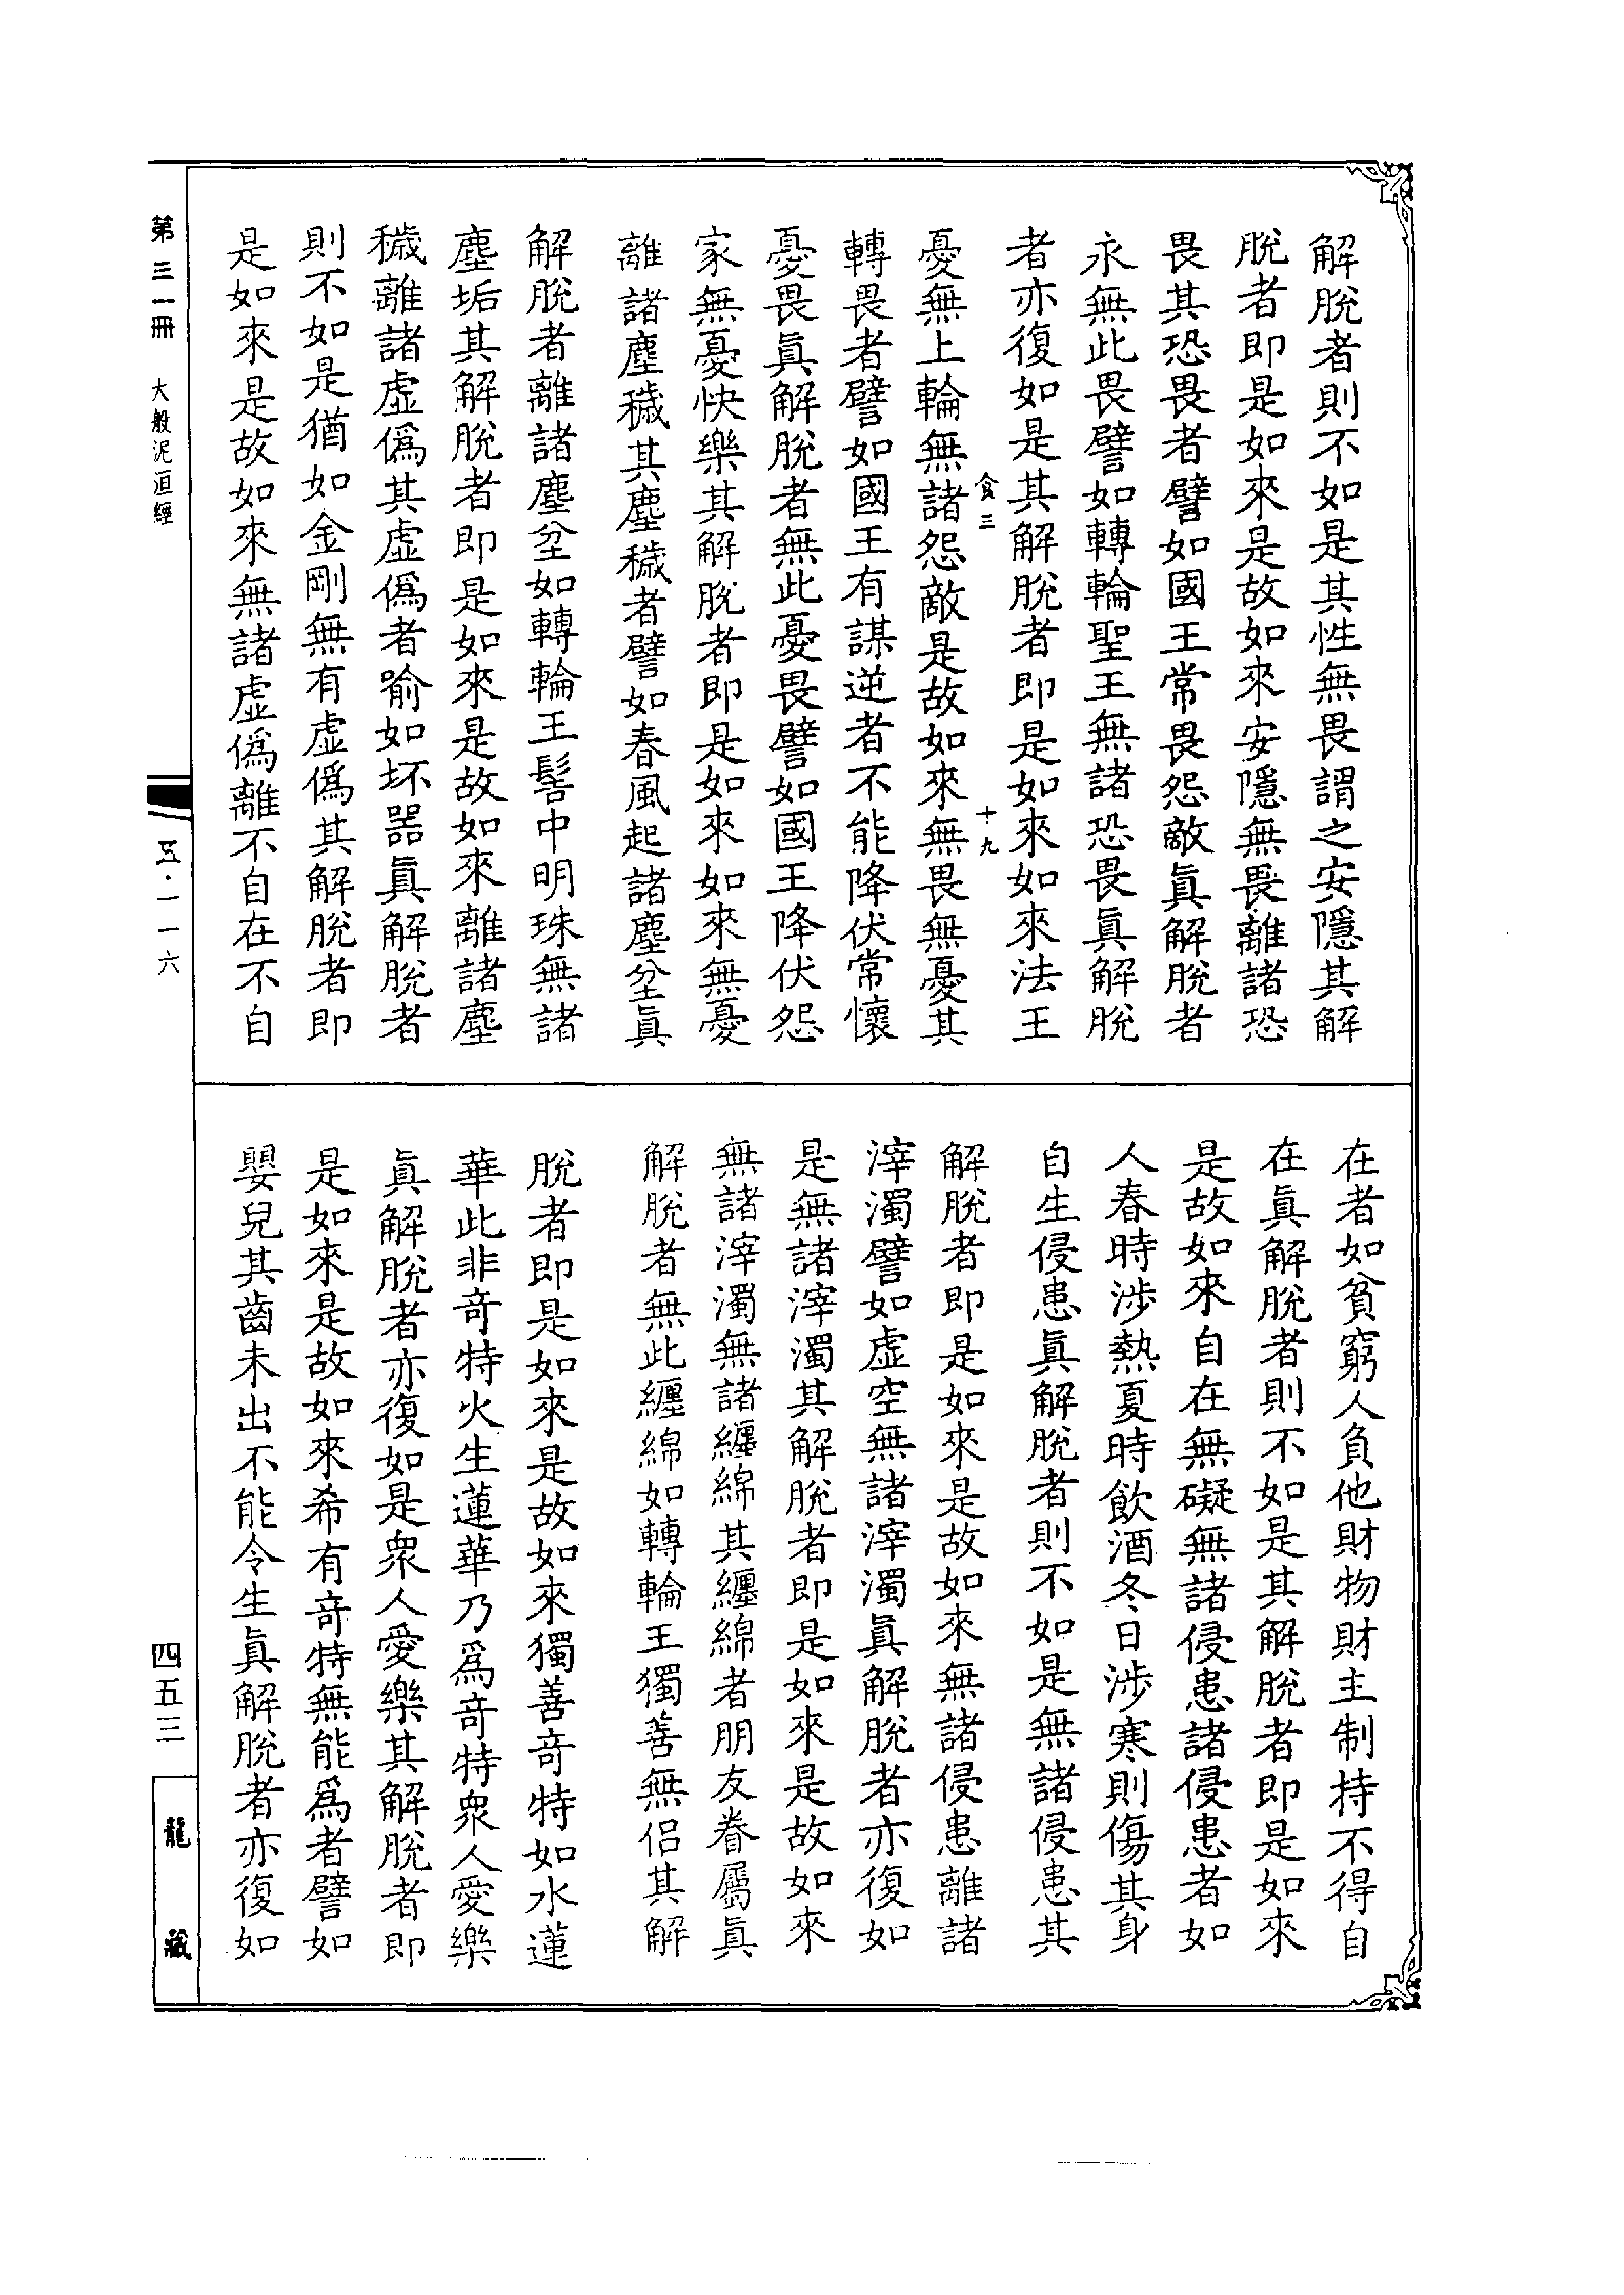 解脫者則不如是其性無畏謂之安隱其解
脫者即是如來是故如來安隱無畏離諸恐
畏其恐畏者譬如國王常畏怨敵眞解脫者
永無此畏譬如轉輪聖王無諸恐畏眞解脫
者亦復如是其解脫者即是如來如來法王
食三 十九
憂無上輪無諸怨敵是故如來無畏無憂其
轉畏者譬如國王有謀逆者不能降伏常懷
憂畏眞解脫者無此憂畏譬如國王降伏怨
家無憂快樂其解脫者即是如來如來無憂
離諸塵穢其塵穢者譬如春風起諸塵坌眞
解脫者離諸塵坌如轉輪王髻中明珠無諸
塵垢其解脫者即是如來是故如來離諸塵
穢離諸虛僞其虛僞者喻如坏器眞解脫者
則不如是猶如金剛無有虛僞其解脫者即
是如來是故如來無諸虛僞離不自在不自
在者如貧窮人負他財物財主制持不得自
在眞解脫者則不如是其解脫者即是如來
是故如來自在無礙無諸侵患諸侵患者如
人春時涉熱夏時飲酒冬日涉寒則傷其身
自生侵患眞解脫者則不如是無諸侵患其
解脫者即是如來是故如來無諸侵患離諸
滓濁譬如虛空無諸滓濁眞解脫者亦復如
是無諸滓濁其解脫者即是如來是故如來
無諸滓濁無諸纏綿其纏綿者朋友眷屬眞
解脫者無此纏綿如轉輪王獨善無侶其解
脫者即是如來是故如來獨善奇特如水蓮
華此非奇特火生蓮華乃爲奇特衆人愛樂
眞解脫者亦復如是衆人愛樂其解脫者即
是如來是故如來希有奇特無能爲者譬如
嬰兒其齒未出不能令生眞解脫者亦復如
第三一冊 大般泥洹經
五·一一六
四五三
龍藏